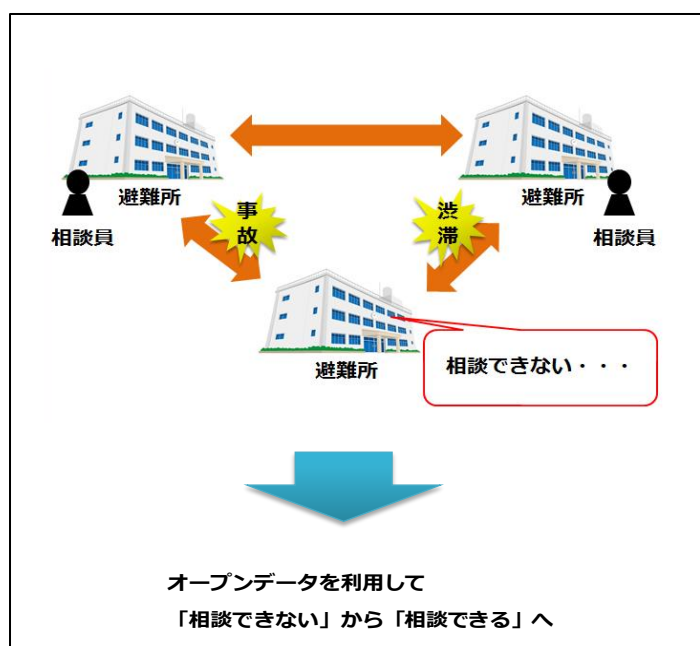 避難所
相談員
避難所
相談員
事故
渋滞
避難所
相談できない・・・
オープンデータを利用して
「相談できない」から「相談できる」へ